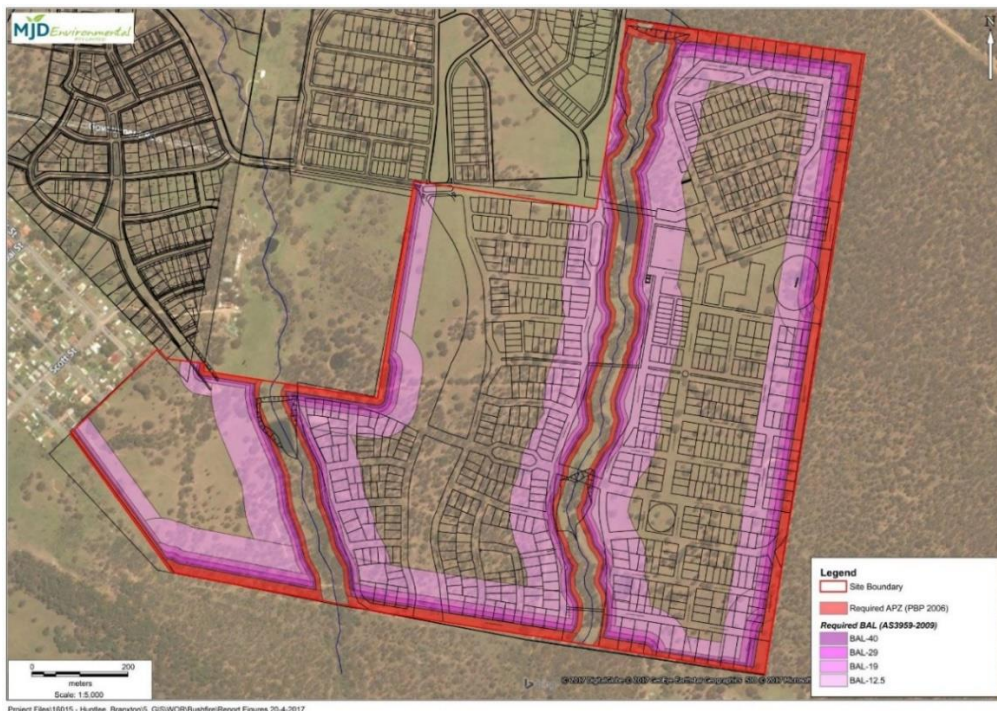 MJD Environmental
N
Scott St
Legend
Site Boundary
Required APZ (PBP 2006)
Required BAL (AS3959-2009)
BAL-40
BAL-29
BAL-19
BAL-12.5
0 200
meters
Scale: 1:5,000